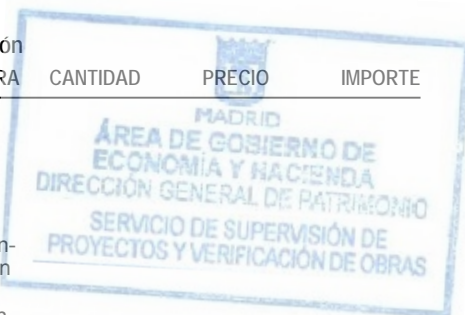 ón
RA CANTIDAD PRECIO IMPORTE
MADRID
ÁREA DE GOBIERNO DE
ECONOMÍA Y HACIENDA
DIRECCIÓN GENERAL DE PATRIMONIO
SERVICIO DE SUPERVISIÓN DE
PROYECTOS Y VERIFICACIÓN DE OBRAS
n-
n